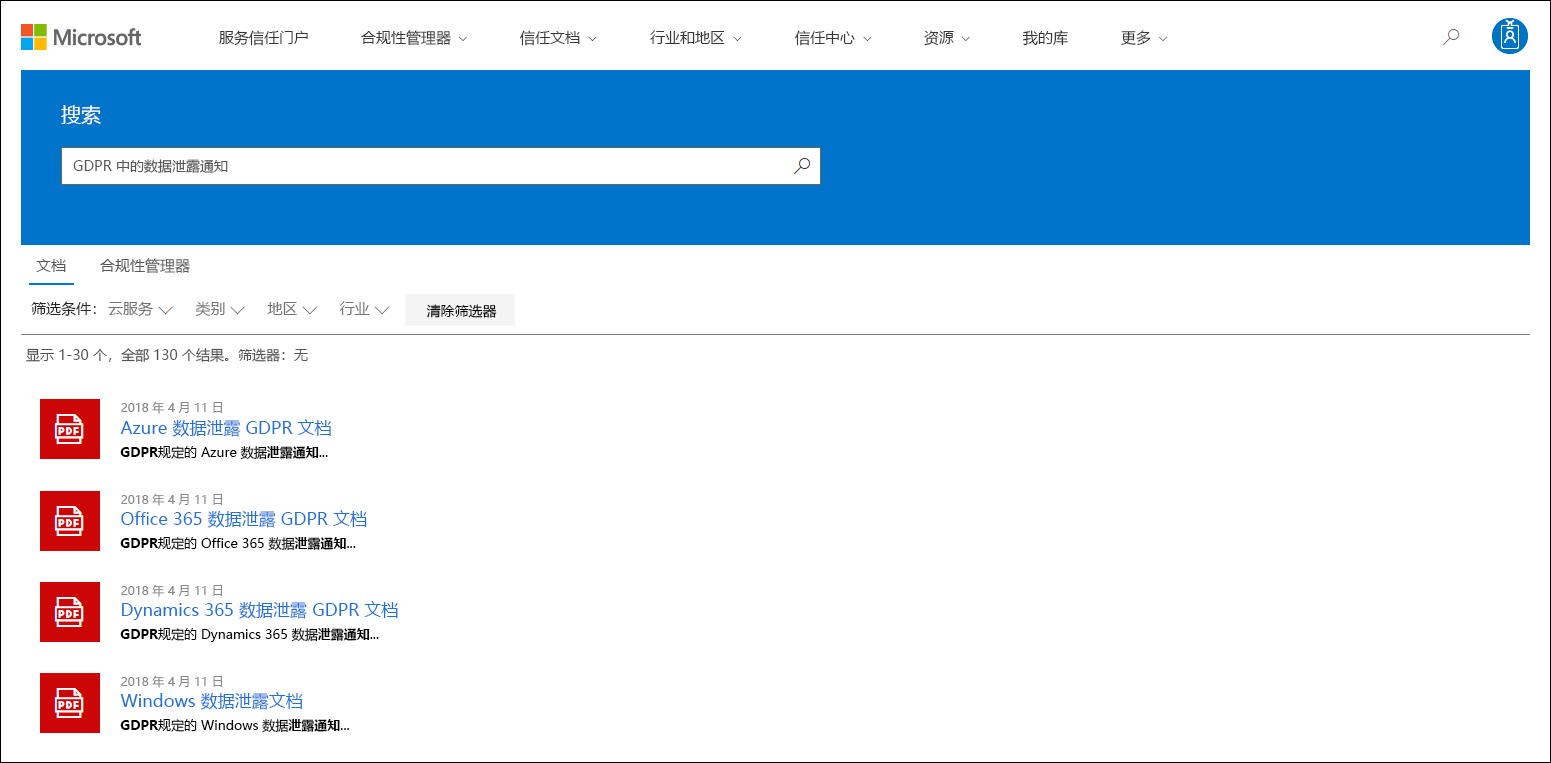 Microsoft 服务信任门户 合规性管理器 信任文档 行业和地区 信任中心 资源 我的库 更多
搜索
GDPR 中的数据泄露通知
文档 合规性管理器
筛选条件: 云服务 类别 地区 行业 清除筛选器
显示 1-30 个，全部 130 个结果。筛选器：无
2018 年 4 月 11 日
Azure 数据泄露 GDPR 文档
PDF
GDPR规定的 Azure 数据泄露通知...
2018 年 4 月 11 日
Office 365 数据泄露 GDPR 文档
PDF
GDPR规定的 Office 365 数据泄露通知...
2018 年 4 月 11 日
Dynamics 365 数据泄露 GDPR 文档
PDF
GDPR规定的 Dynamics 365 数据泄露通知...
2018 年 4 月 11 日
Windows 数据泄露文档
PDF
GDPR规定的 Windows 数据泄露通知...